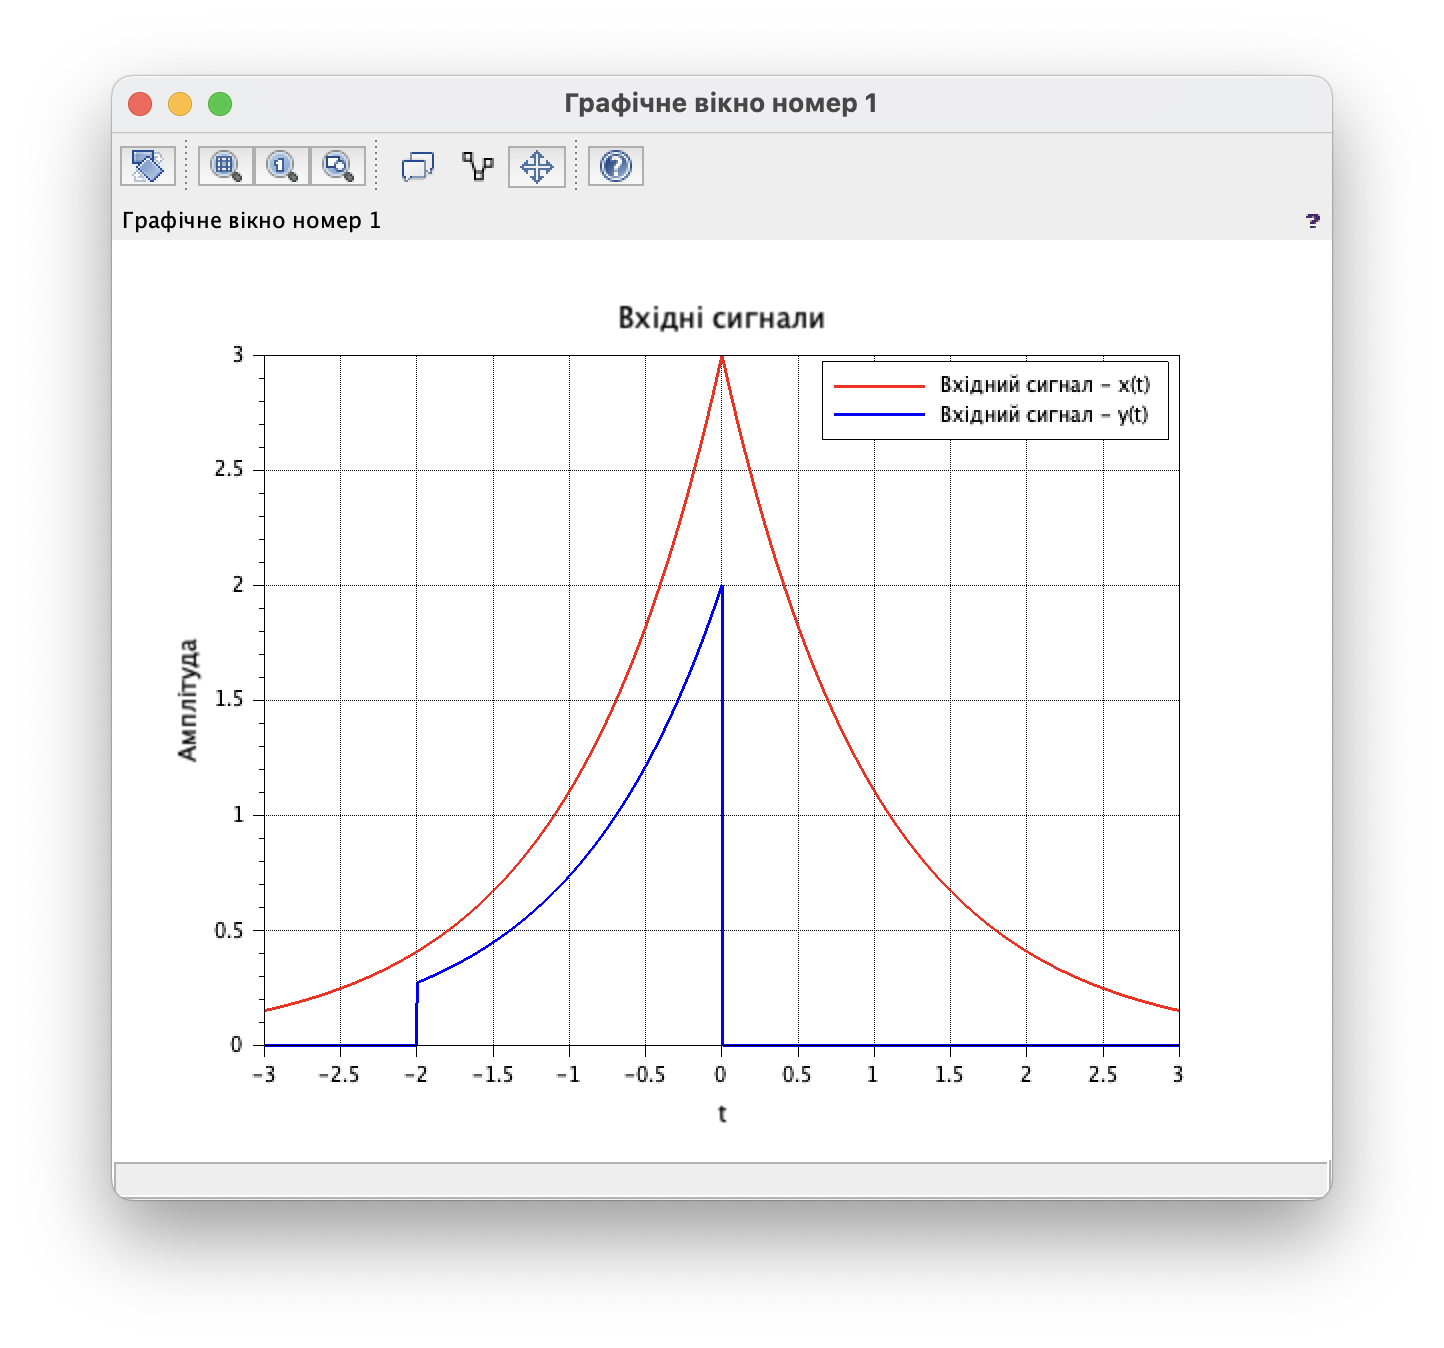 Графічне вікно номер 1
Графічне вікно номер 1
?
Вхідні сигнали
Вхідний сигнал – x(t)
Вхідний сигнал – y(t)
3
2.5
2
1.5
1
0.5
0
Амплітуда
−3 −2.5 −2 −1.5 −1 −0.5 0 0.5 1 1.5 2 2.5 3
t